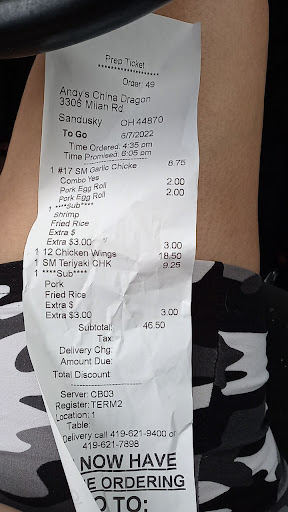 Prep Ticket
********************
Order: 49
Andy's China Dragon
3306 Milan Rd
Sandusky OH 44870
To Go 6/7/2022
Time Ordered: 4:35 pm
Time Promised: 6:05 pm
1 #17 SM Garlic Chicke 8.75
Combo Yes
Pork Egg Roll 2.00
Pork Egg Roll 2.00
1 ****Sub****
Shrimp
Fried Rice
Extra $
Extra $3.00 3.00
1 12 Chicken Wings 18.50
1 SM Teriyaki CHK 9.25
1 ****Sub****
Pork
Fried Rice
Extra $
Extra $3.00 3.00
Subtotal: 46.50
Tax:
Delivery Chg:
Amount Due:
Total Discount
Server: CB03
Register: TERM2
Location: 1
Table:
Delivery call 419-621-9400 or
419-621-7898
NOW HAVE
E ORDERING
TO: